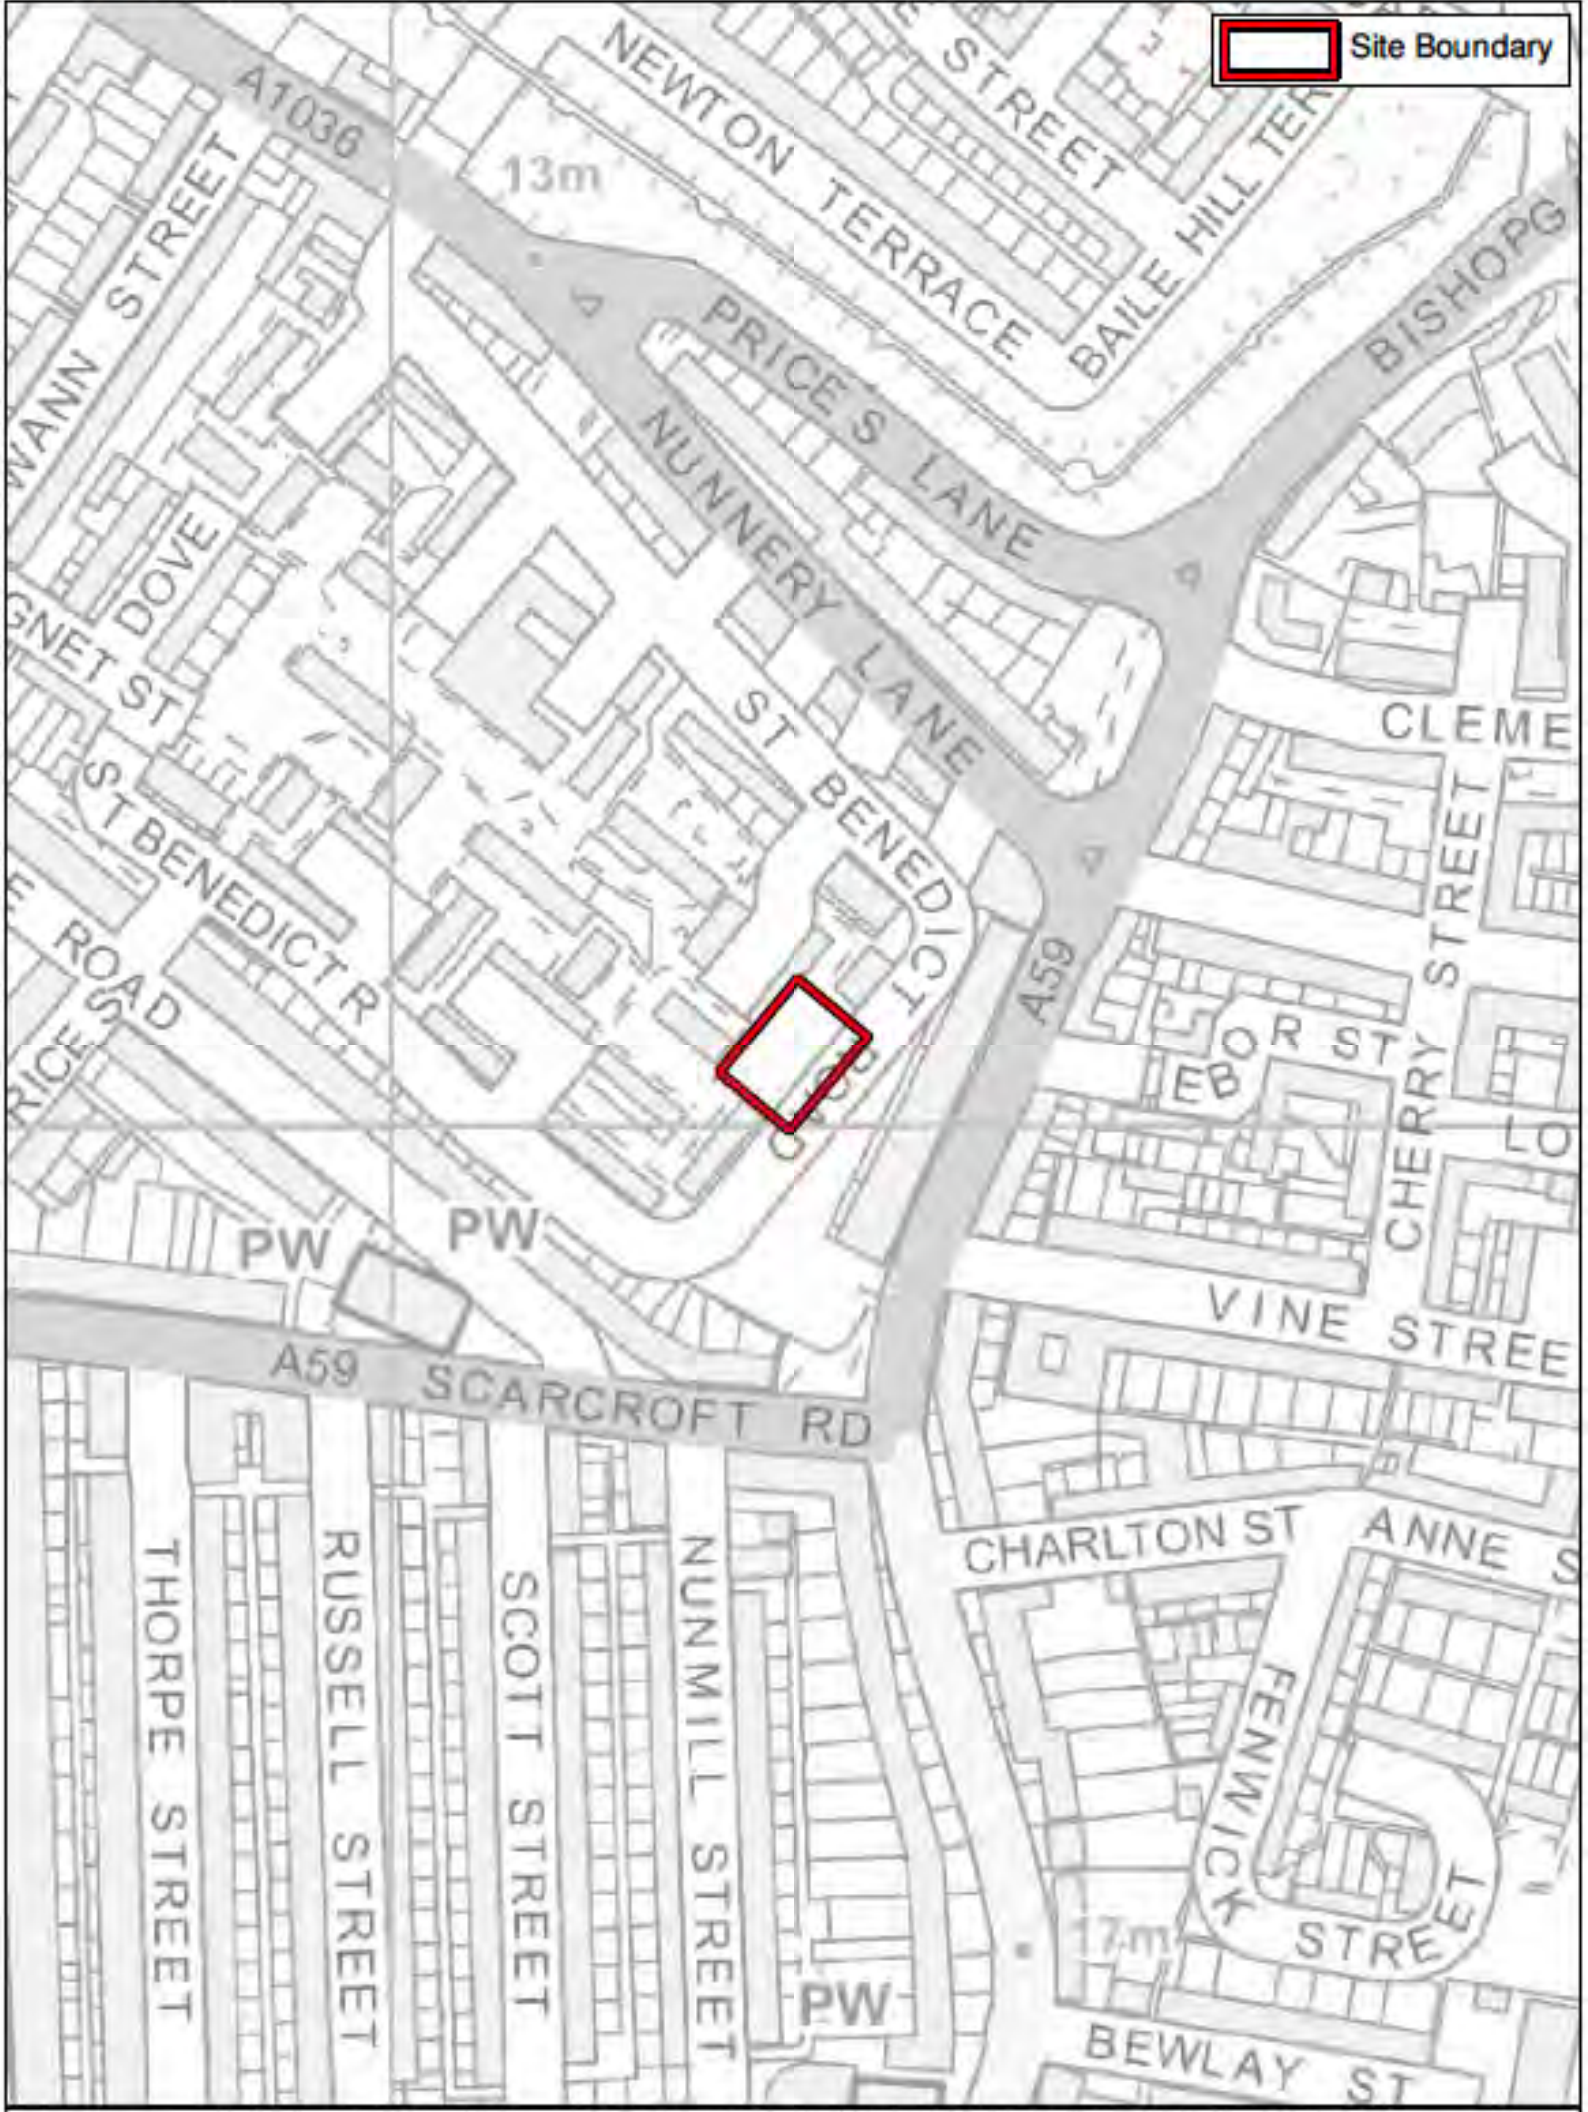 Site Boundary
A1036
13m
NEWTON TERRACE
STREET
BAILE HILL TER
BISHOPG
STREET
WANN
PRICE S LANE
NUNNERY LANE
DOVE
GNET ST
ST BENEDICT
CLEME
STREET
ST BENEDICT R
E ROAD
RICE S
A59
EBOR ST
CHERRY
LO
PW
PW
VINE STREE
A59 SCARCROFT RD
CHARLTON ST
ANNE S
THORPE STREET
RUSSELL STREET
SCOTT STREET
NUNMILL STREET
FENWICK STREET
17m
PW
BEWLAY ST